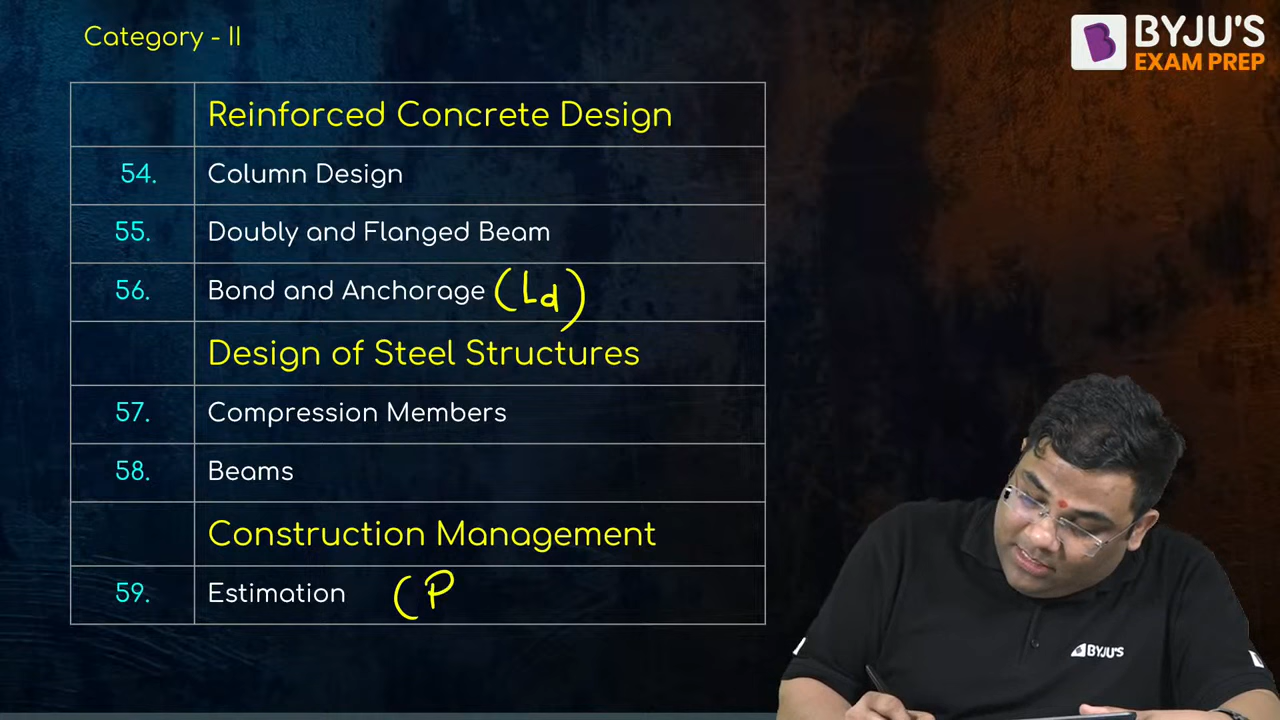 Category - II
BYJU'S
EXAM PREP
Reinforced Concrete Design
54. Column Design
55. Doubly and Flanged Beam
56. Bond and Anchorage (Ld)
Design of Steel Structures
57. Compression Members
58. Beams
Construction Management
59. Estimation (P
BYJU'S